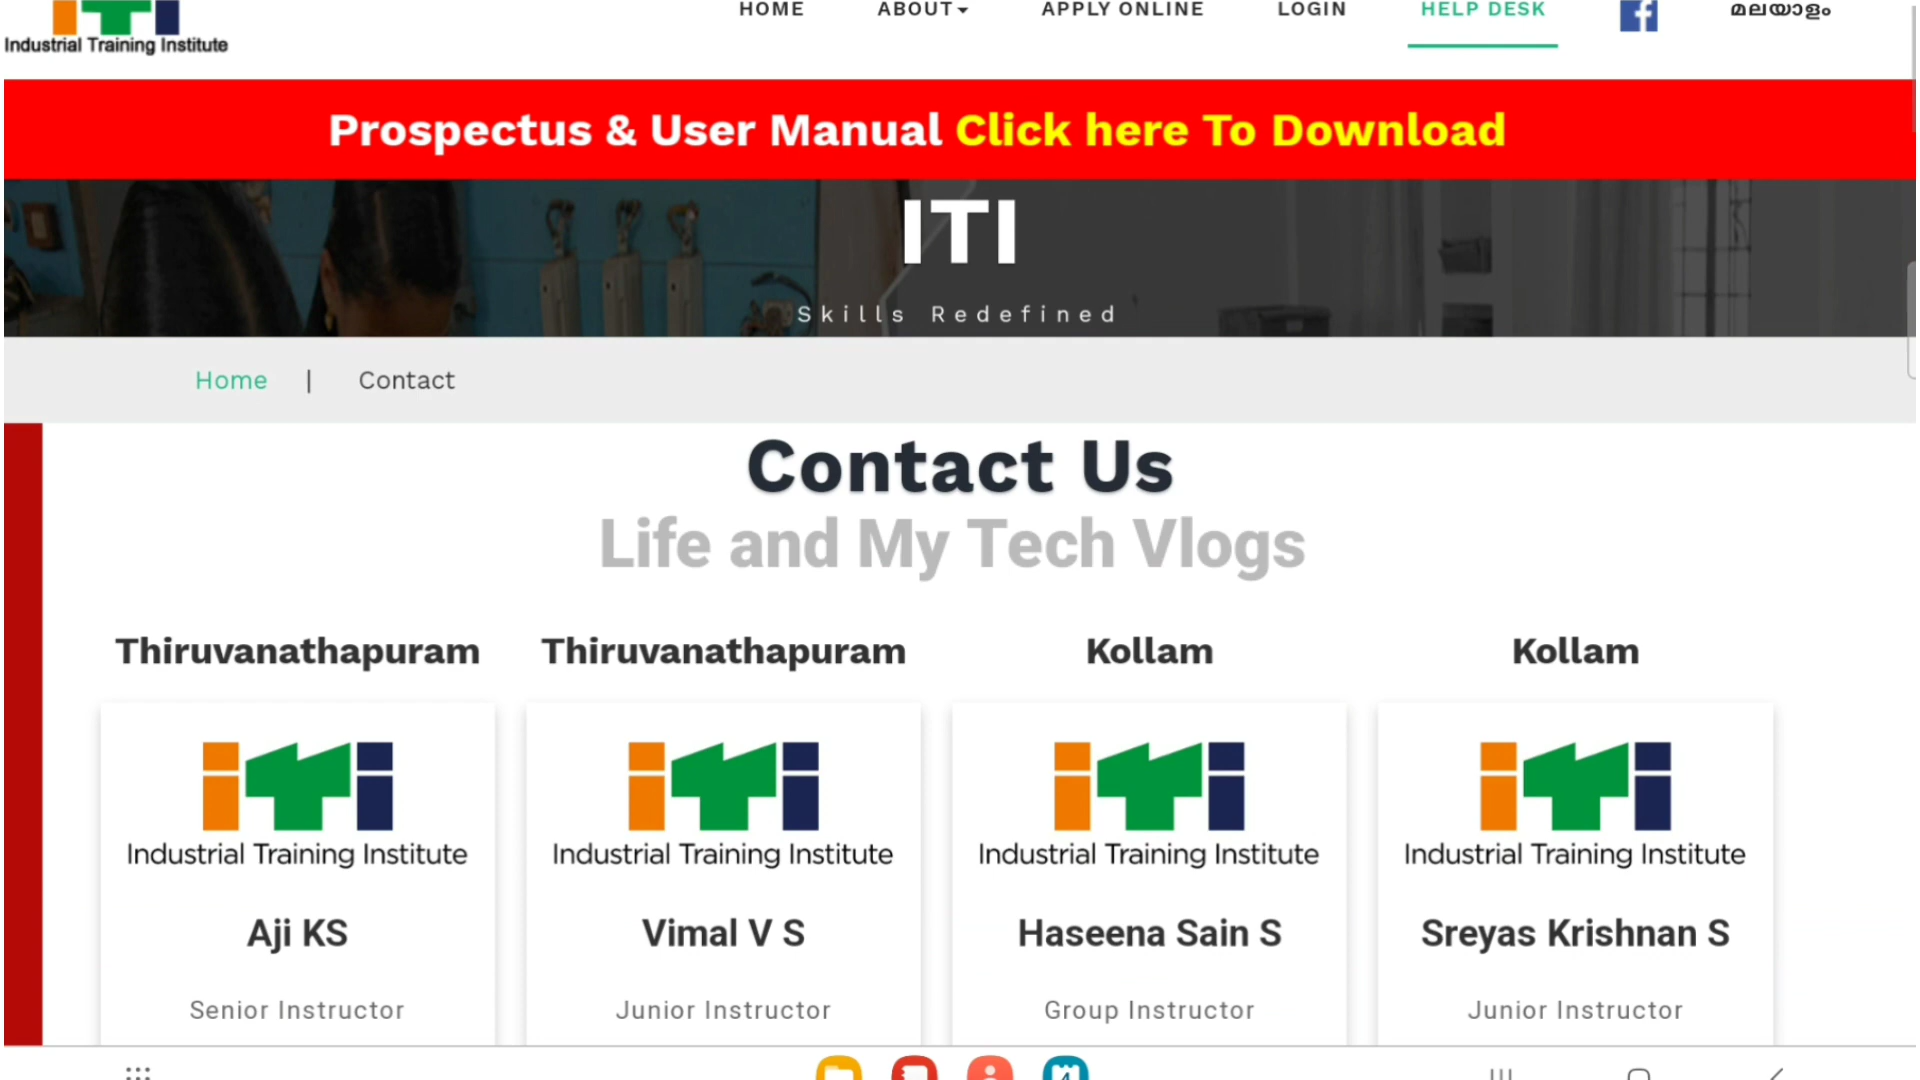 Industrial Training Institute
HOME ABOUT APPLY ONLINE LOGIN HELP DESK മലയാളം
Prospectus & User Manual Click here To Download
ITI
Skills Redefined
Home | Contact
Contact Us
Life and My Tech Vlogs
Thiruvanathapuram Thiruvanathapuram Kollam Kollam
Industrial Training Institute Industrial Training Institute Industrial Training Institute Industrial Training Institute
Aji KS Vimal V S Haseena Sain S Sreyas Krishnan S
Senior Instructor Junior Instructor Group Instructor Junior Instructor